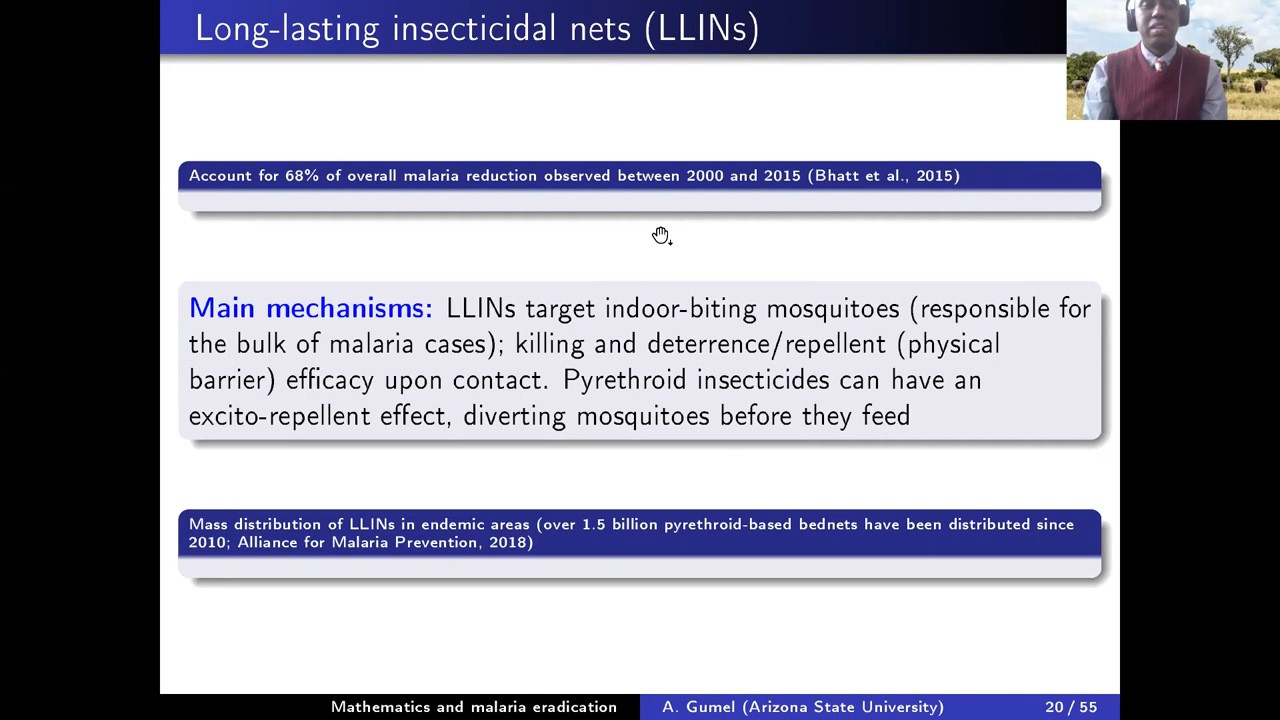 Long-lasting insecticidal nets (LLINs)
Account for 68% of overall malaria reduction observed between 2000 and 2015 (Bhatt et al., 2015)
Main mechanisms: LLINs target indoor-biting mosquitoes (responsible for
the bulk of malaria cases); killing and deterrence/repellent (physical
barrier) efficacy upon contact. Pyrethroid insecticides can have an
excito-repellent effect, diverting mosquitoes before they feed
Mass distribution of LLINs in endemic areas (over 1.5 billion pyrethroid-based bednets have been distributed since
2010; Alliance for Malaria Prevention, 2018)
Mathematics and malaria eradication
A. Gumel (Arizona State University)
20 / 55